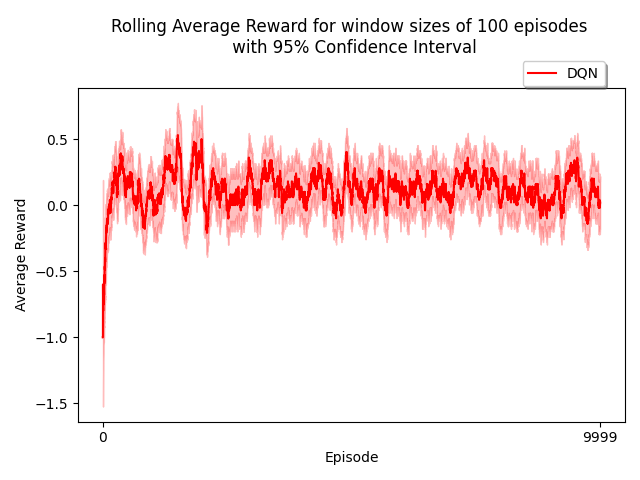 Rolling Average Reward for window sizes of 100 episodes
with 95% Confidence Interval
DQN
Average Reward
0.5
0.0
−0.5
−1.0
−1.5
0
9999
Episode